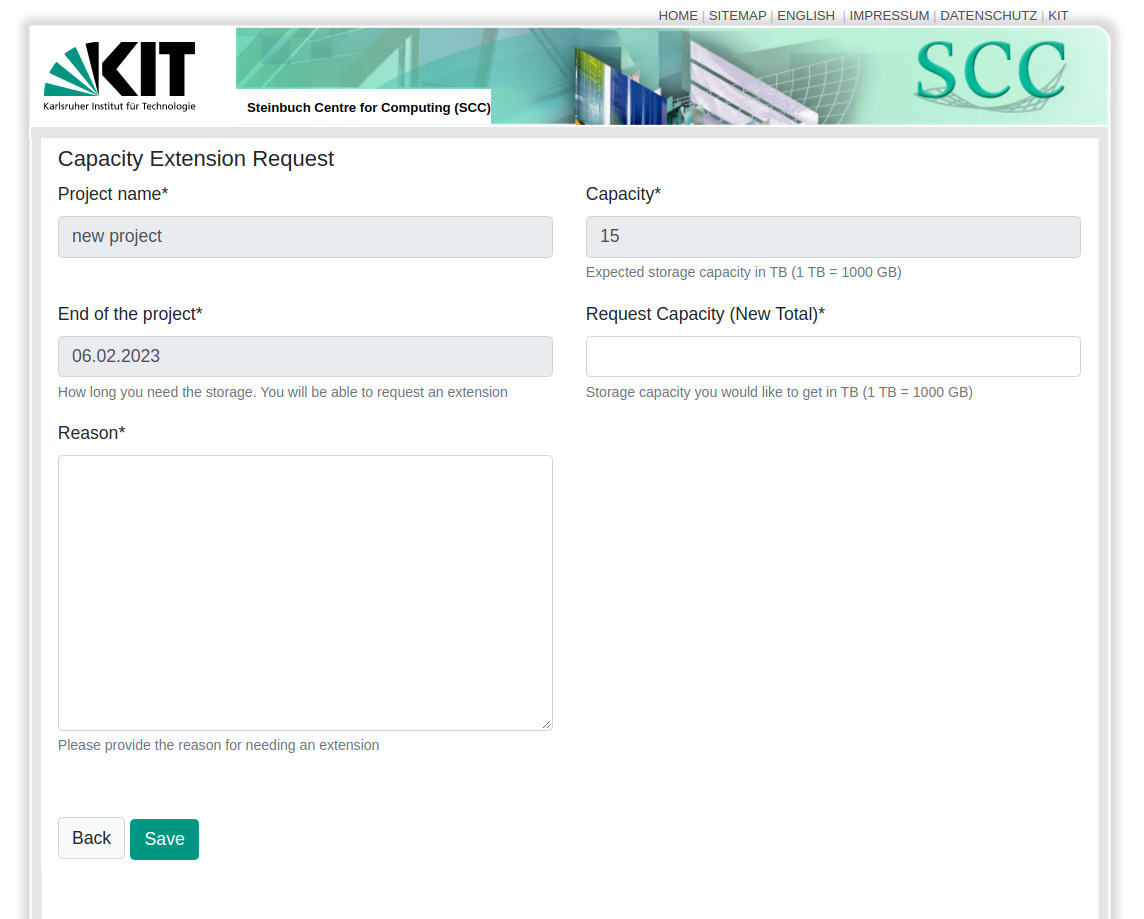 HOME | SITEMAP | ENGLISH | IMPRESSUM | DATENSCHUTZ | KIT
KIT
Karlsruher Institut für Technologie
Steinbuch Centre for Computing (SCC)
SCC
Capacity Extension Request
Project name*
new project
Capacity*
15
Expected storage capacity in TB (1 TB = 1000 GB)
End of the project*
06.02.2023
How long you need the storage. You will be able to request an extension
Request Capacity (New Total)*
Storage capacity you would like to get in TB (1 TB = 1000 GB)
Reason*
Please provide the reason for needing an extension
Back
Save